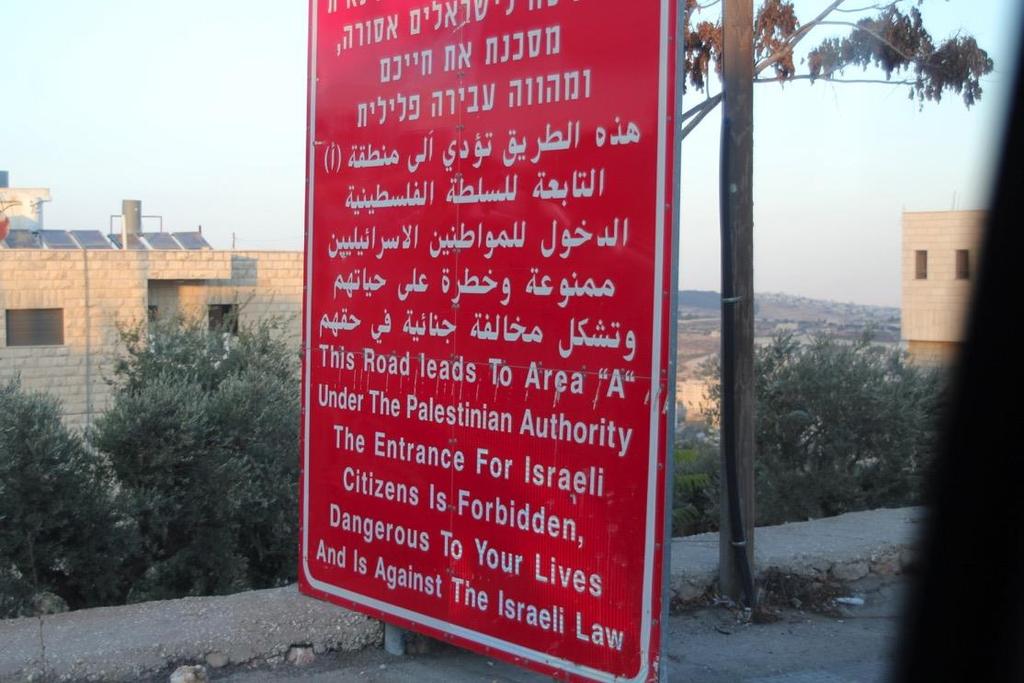 לישראלים אסורה,
מסכנת את חייכם
ומהווה עבירה פלילית
هذه الطريق تؤدي الى منطقة (أ)
التابعة للسلطة الفلسطينية
الدخول للمواطنين الاسرائيليين
ممنوعة وخطرة على حياتهم
وتشكل مخالفة جنائية في حقهم
This Road leads To Area "A"
Under The Palestinian Authority
The Entrance For Israeli
Citizens Is Forbidden,
Dangerous To Your Lives
And Is Against The Israeli Law